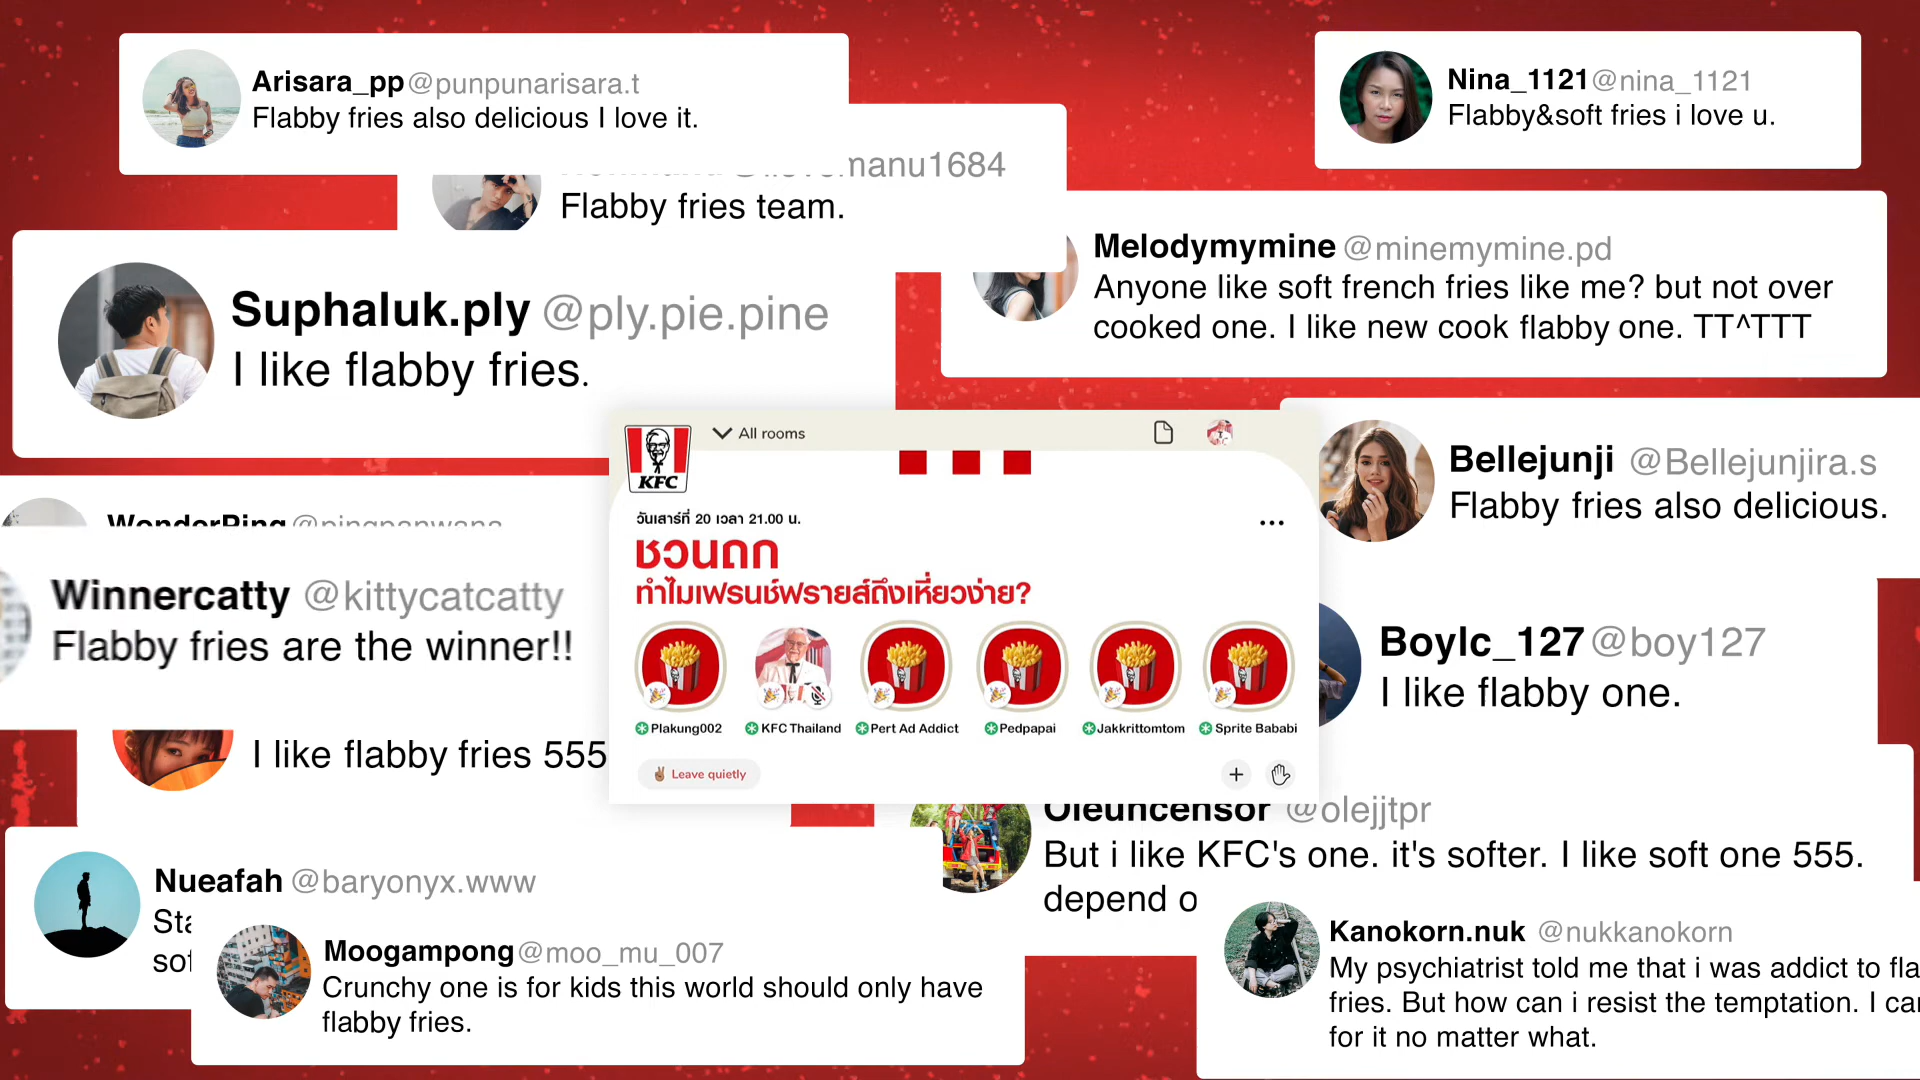 Arisara_pp @punpunarisara.t
Flabby fries also delicious I love it.
Nina_1121 @nina_1121
Flabby&soft fries i love u.
manu1684
Flabby fries team.
Melodymymine @minemymine.pd
Anyone like soft french fries like me? but not over
cooked one. I like new cook flabby one. TT^TTT
Suphaluk.ply @ply.pie.pine
I like flabby fries.
Bellejunji @Bellejunjira.s
Flabby fries also delicious.
WonderPing @pingpanwang
Winnercatty @kittycatcatty
Flabby fries are the winner!!
Boylc_127 @boy127
I like flabby one.
I like flabby fries 555
KFC
All rooms
วันเสาร์ที่ 20 เวลา 21.00 น.
ชวนถก
ทำไมเฟรนช์ฟรายส์ถึงเหี่ยวง่าย?
Plakung002
KFC Thailand
Pert Ad Addict
Pedpapai
Jakkrittomtom
Sprite Bababi
Leave quietly
Oleuncensor @olejjtpr
But i like KFC's one. it's softer. I like soft one 555.
depend o
Nueafah @baryonyx.www
Sta
sof
Moogampong @moo_mu_007
Crunchy one is for kids this world should only have
flabby fries.
Kanokorn.nuk @nukkanokorn
My psychiatrist told me that i was addict to fla
fries. But how can i resist the temptation. I ca
for it no matter what.